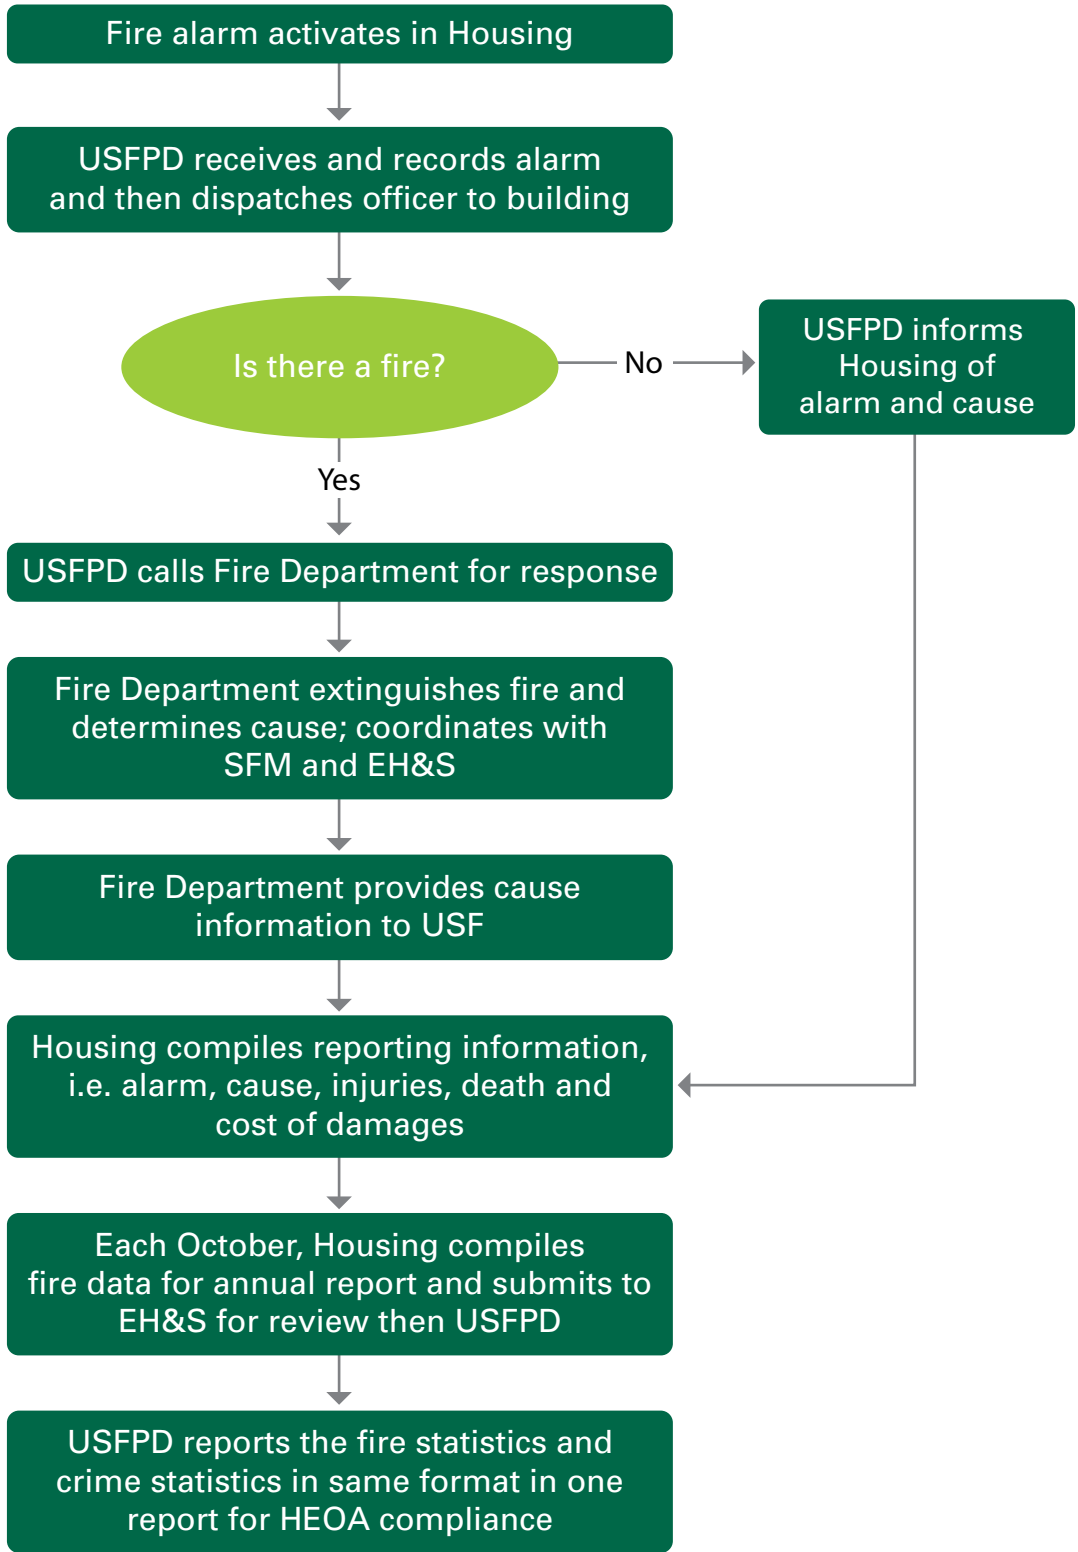 Fire alarm activates in Housing
USFPD receives and records alarm
and then dispatches officer to building
Is there a fire?
No
USFPD informs
Housing of
alarm and cause
Yes
USFPD calls Fire Department for response
Fire Department extinguishes fire and
determines cause; coordinates with
SFM and EH&S
Fire Department provides cause
information to USF
Housing compiles reporting information,
i.e. alarm, cause, injuries, death and
cost of damages
Each October, Housing compiles
fire data for annual report and submits to
EH&S for review then USFPD
USFPD reports the fire statistics and
crime statistics in same format in one
report for HEOA compliance